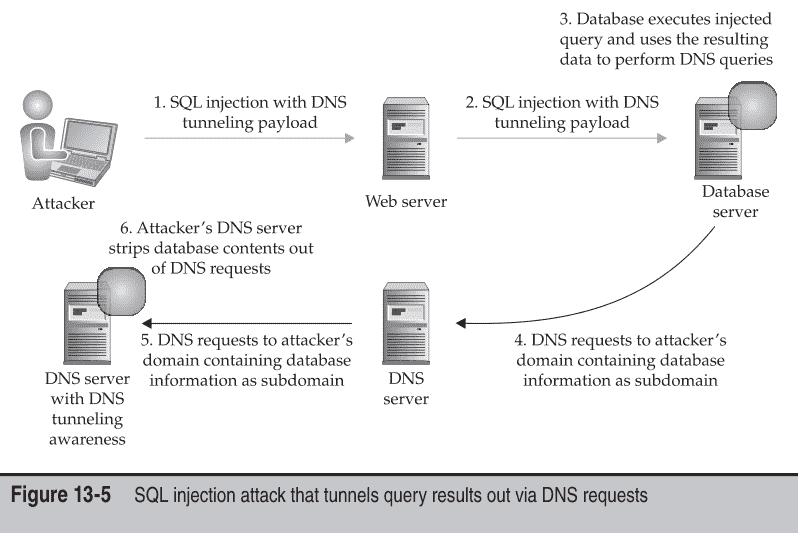 3. Database executes injected
query and uses the resulting
data to perform DNS queries
1. SQL injection with DNS
tunneling payload
2. SQL injection with DNS
tunneling payload
Attacker
Web server
Database
server
6. Attacker's DNS server
strips database contents out
of DNS requests
5. DNS requests to attacker's
domain containing database
information as subdomain
4. DNS requests to attacker's
domain containing database
information as subdomain
DNS server
with DNS
tunneling
awareness
DNS
server
Figure 13-5 SQL injection attack that tunnels query results out via DNS requests